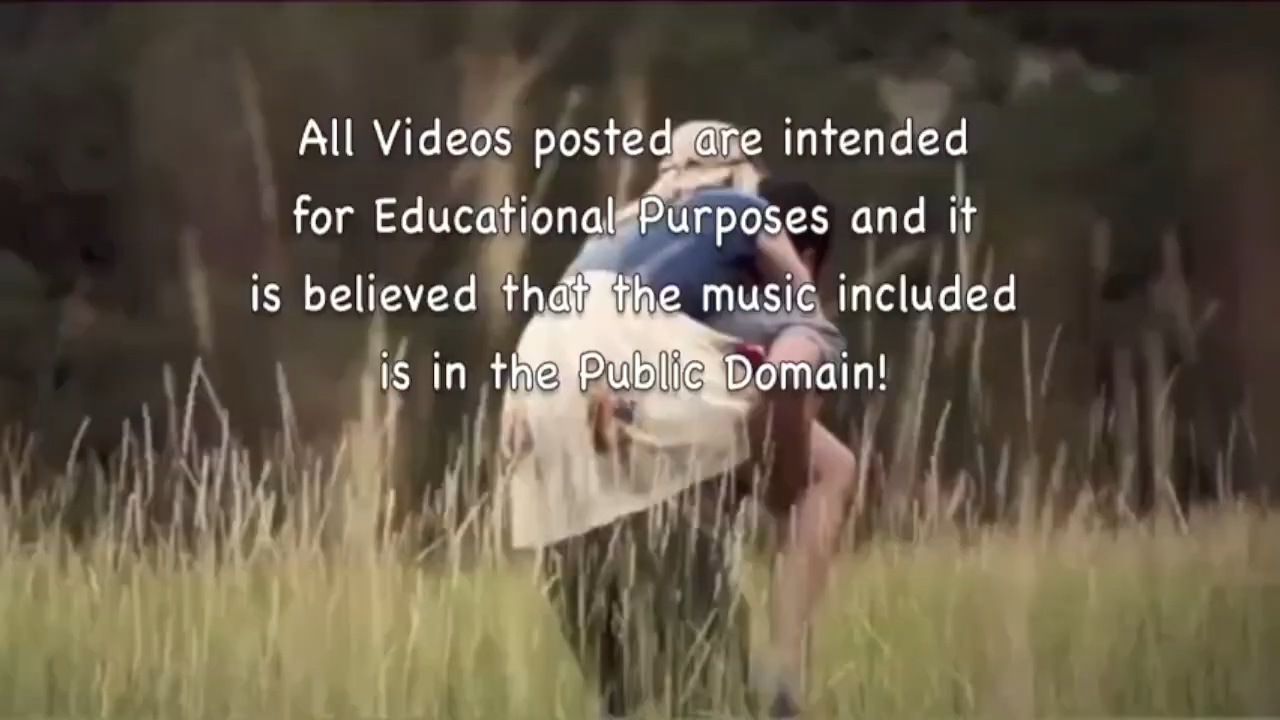 All Videos posted are intended
for Educational Purposes and it
is believed that the music included
is in the Public Domain!